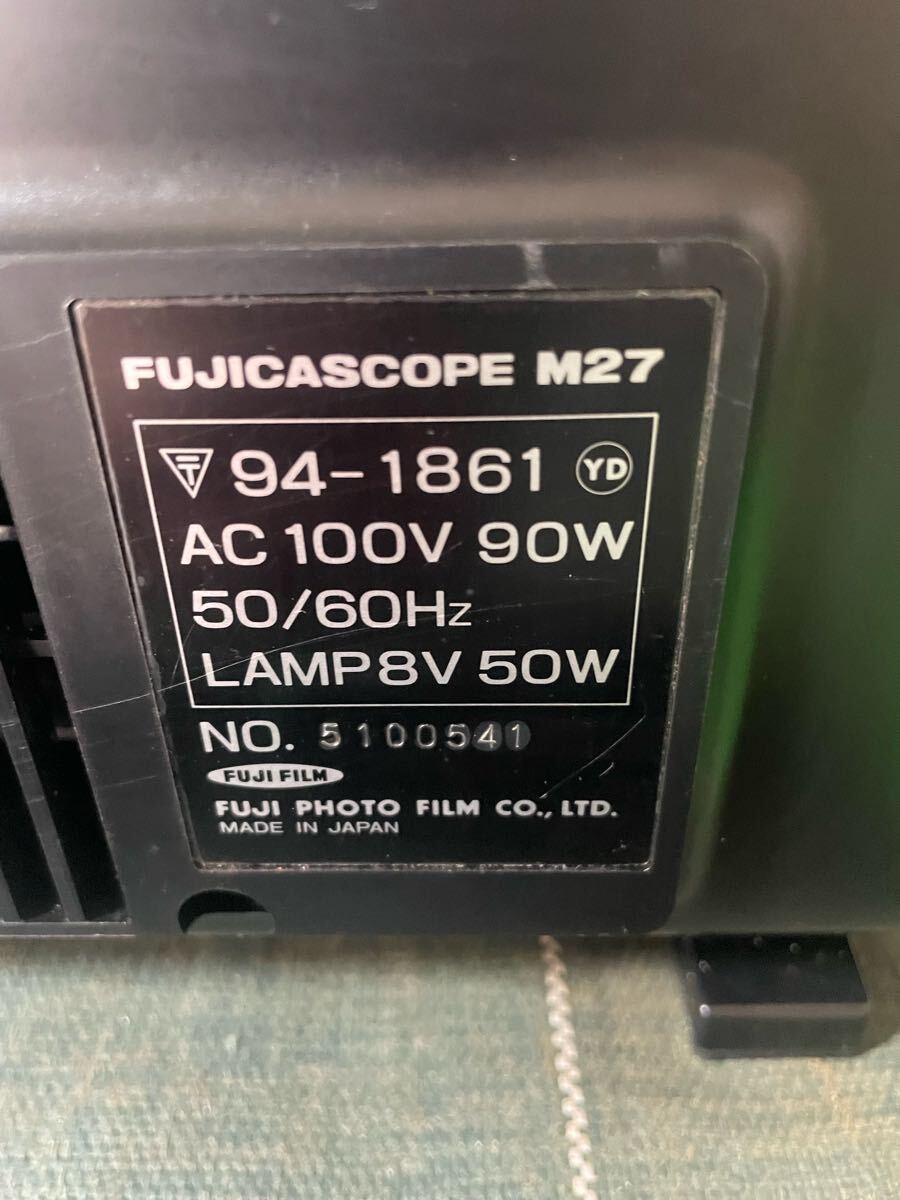 FUJICASCOPE M27
〒 94-1861 YD
AC 100V 90W
50/60Hz
LAMP 8V 50W
NO. 5100541
FUJI FILM
FUJI PHOTO FILM CO., LTD.
MADE IN JAPAN